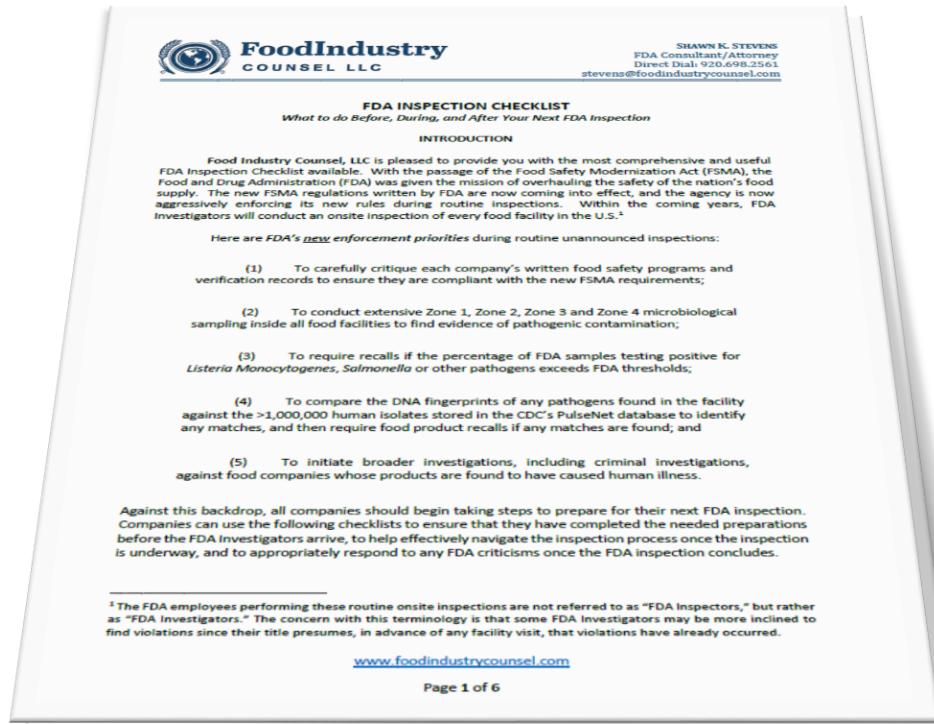 FoodIndustry
COUNSEL LLC
SHAWN K. STEVENS
FDA Consultant/Attorney
Direct Dial: 920.698.2561
stevens@foodindustrycounsel.com
FDA INSPECTION CHECKLIST
What to do Before, During, and After Your Next FDA Inspection
INTRODUCTION
Food Industry Counsel, LLC is pleased to provide you with the most comprehensive and useful
FDA Inspection Checklist available. With the passage of the Food Safety Modernization Act (FSMA), the
Food and Drug Administration (FDA) was given the mission of overhauling the safety of the nation's food
supply. The new FSMA regulations written by FDA are now coming into effect, and the agency is now
aggressively enforcing its new rules during routine inspections. Within the coming years, FDA
Investigators will conduct an onsite inspection of every food facility in the U.S.¹
Here are FDA's new enforcement priorities during routine unannounced inspections:
(1) To carefully critique each company's written food safety programs and
verification records to ensure they are compliant with the new FSMA requirements;
(2) To conduct extensive Zone 1, Zone 2, Zone 3 and Zone 4 microbiological
sampling inside all food facilities to find evidence of pathogenic contamination;
(3) To require recalls if the percentage of FDA samples testing positive for
Listeria Monocytogenes, Salmonella or other pathogens exceeds FDA thresholds;
(4) To compare the DNA fingerprints of any pathogens found in the facility
against the >1,000,000 human isolates stored in the CDC's PulseNet database to identify
any matches, and then require food product recalls if any matches are found; and
(5) To initiate broader investigations, including criminal investigations,
against food companies whose products are found to have caused human illness.
Against this backdrop, all companies should begin taking steps to prepare for their next FDA inspection.
Companies can use the following checklists to ensure that they have completed the needed preparations
before the FDA Investigators arrive, to help effectively navigate the inspection process once the inspection
is underway, and to appropriately respond to any FDA criticisms once the FDA inspection concludes.
¹ The FDA employees performing these routine onsite inspections are not referred to as "FDA Inspectors," but rather
as "FDA Investigators." The concern with this terminology is that some FDA Investigators may be more inclined to
find violations since their title presumes, in advance of any facility visit, that violations have already occurred.
www.foodindustrycounsel.com
Page 1 of 6